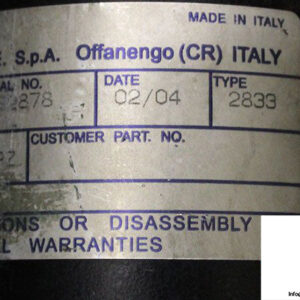 MADE IN ITALY
E. S.p.A. Offanengo (CR) ITALY
AL NO. DATE TYPE
2878 02/04 2833
CUSTOMER PART. NO.
ONS OR DISASSEMBLY
L WARRANTIES